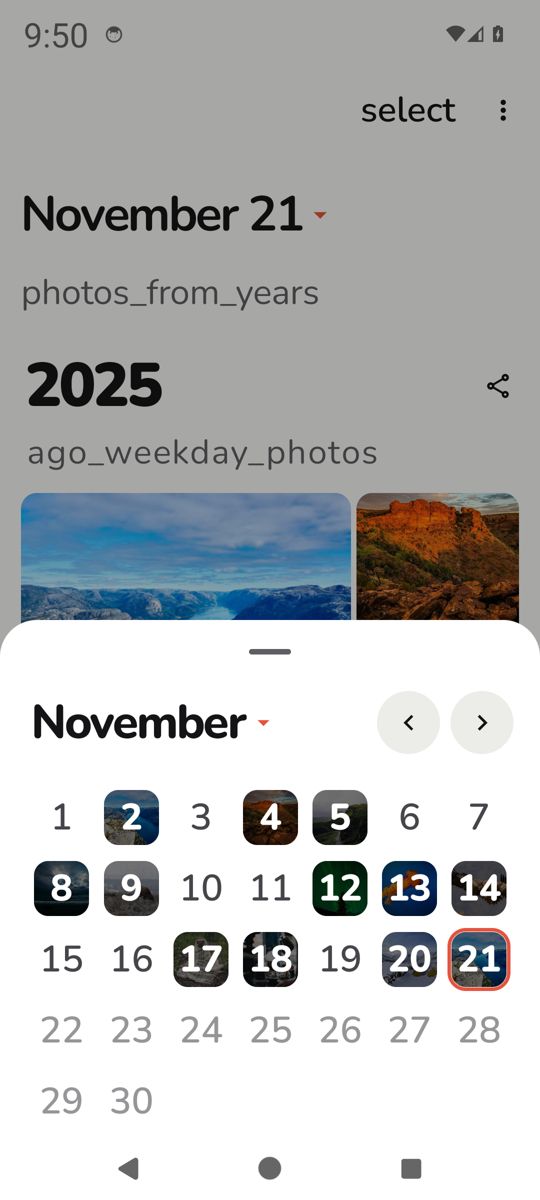 9:50
select
November 21
photos_from_years
2025
ago_weekday_photos
November
1 2 3 4 5 6 7
8 9 10 11 12 13 14
15 16 17 18 19 20 21
22 23 24 25 26 27 28
29 30